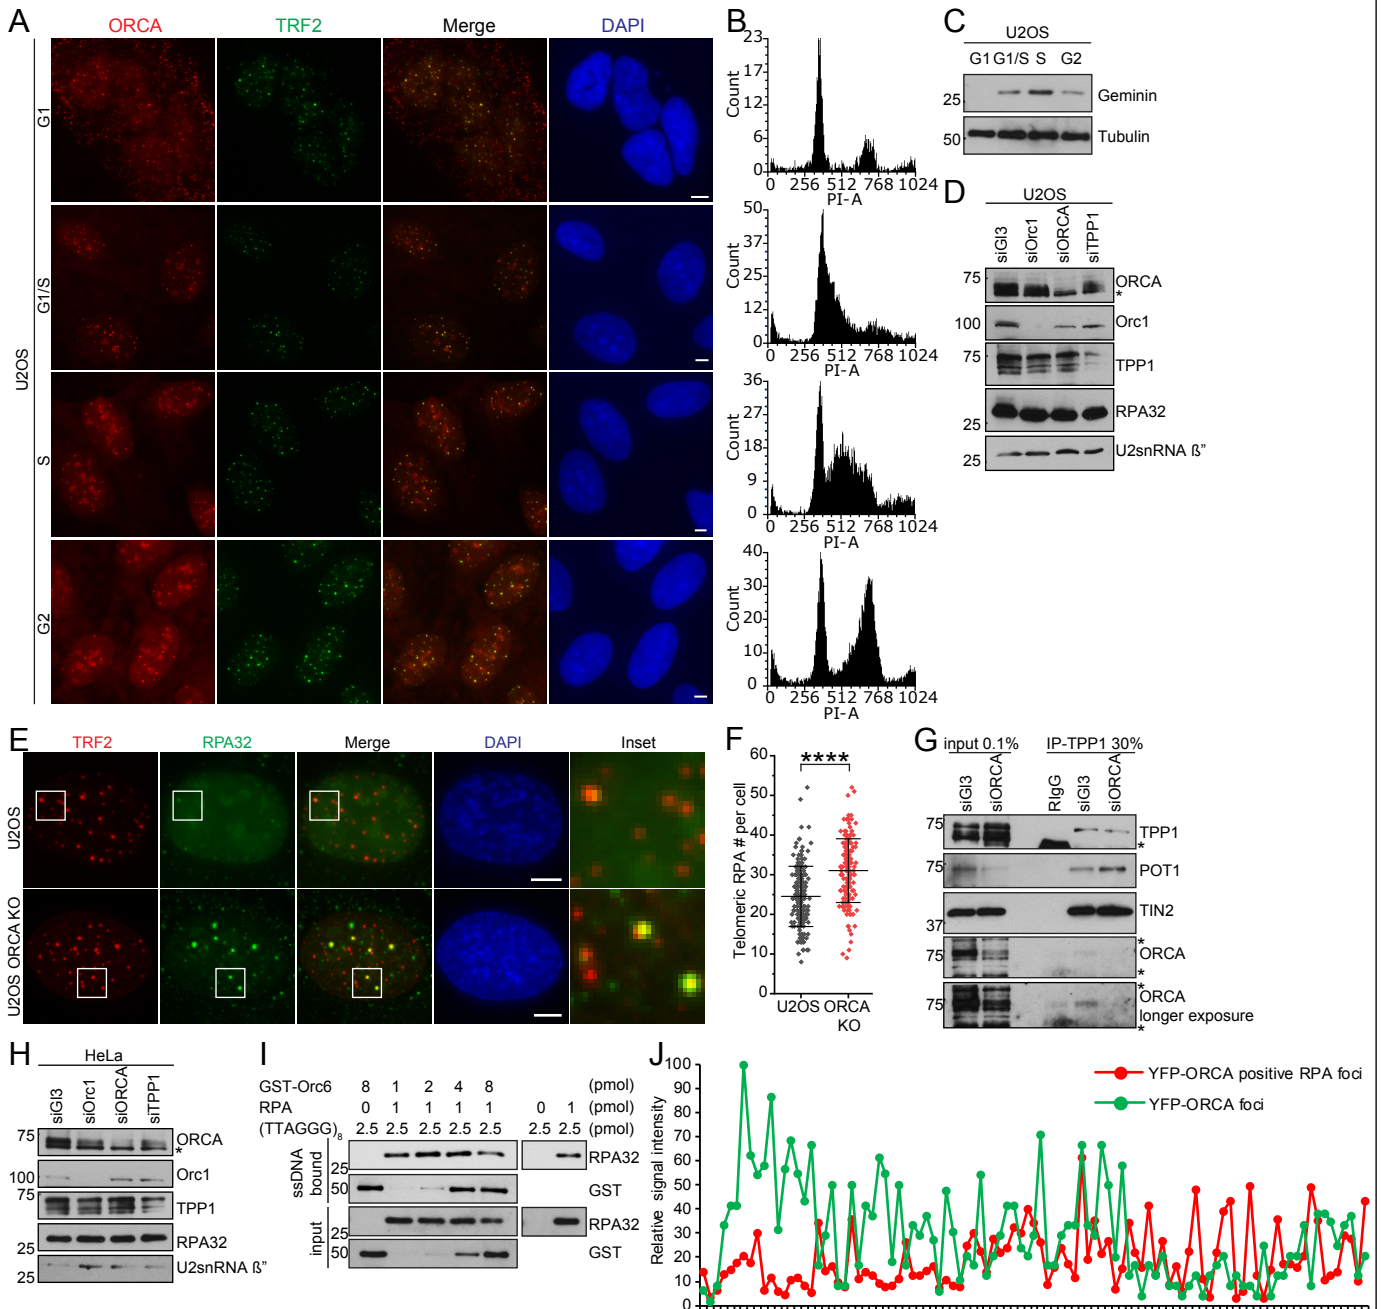 A
ORCA TRF2 Merge DAPI
U2OS
G1
G1/S
S
G2
B
Count
23
17
12
6
0
0 256 512 768 1024
PI-A
Count
50
37
25
12
0
0 256 512 768 1024
PI-A
Count
36
27
18
9
0
0 256 512 768 1024
PI-A
Count
40
30
20
10
0
0 256 512 768 1024
PI-A
C
U2OS
G1 G1/S S G2
25 Geminin
50 Tubulin
D
U2OS
siGl3 siOrc1 siORCA siTPP1
75 ORCA
*
100 Orc1
75 TPP1
25 RPA32
25 U2snRNA ß"
E
TRF2 RPA32 Merge DAPI Inset
U2OS
U2OS ORCA KO
F
Telomeric RPA # per cell
60
50
40
30
20
10
0
****
U2OS ORCA
KO
G
input 0.1% IP-TPP1 30%
siGl3 siORCA RIgG siGl3 siORCA
75 TPP1
*
75 POT1
37 TIN2
*
75 ORCA
*
*
75 ORCA
longer exposure
*
H
HeLa
siGl3 siOrc1 siORCA siTPP1
75 ORCA
*
100 Orc1
75 TPP1
25 RPA32
25 U2snRNA ß"
I
GST-Orc6 8 1 2 4 8 (pmol)
RPA 0 1 1 1 1 0 1 (pmol)
(TTAGGG)8 2.5 2.5 2.5 2.5 2.5 2.5 2.5 (pmol)
ssDNA
bound
25 RPA32
50 GST
input
25 RPA32
50 GST
J
Relative signal intensity
100
90
80
70
60
50
40
30
20
10
0
YFP-ORCA positive RPA foci
YFP-ORCA foci